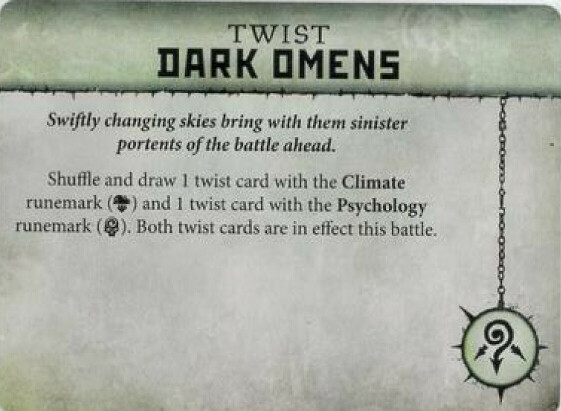 TWIST
DARK OMENS
Swiftly changing skies bring with them sinister
portents of the battle ahead.
Shuffle and draw 1 twist card with the Climate
runemark () and 1 twist card with the Psychology
runemark (). Both twist cards are in effect this battle.